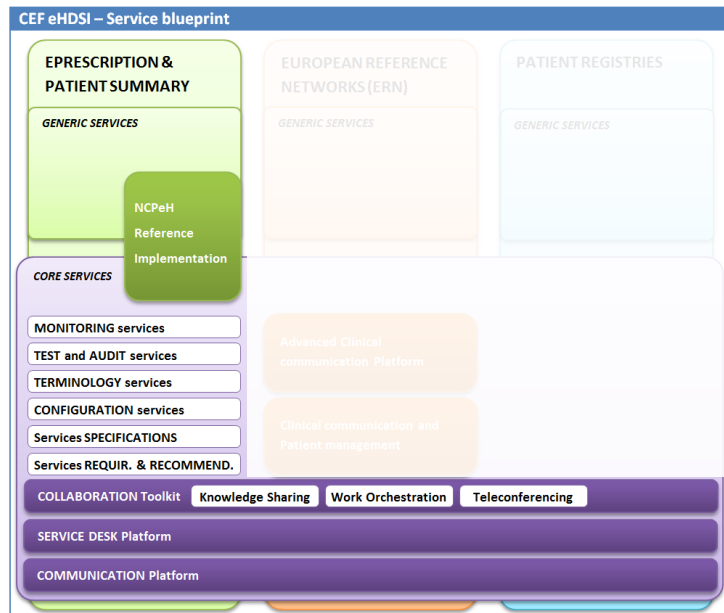 CEF eHDSI – Service blueprint
EPRESCRIPTION &
PATIENT SUMMARY
GENERIC SERVICES
NCPeH
Reference
Implementation
EUROPEAN REFERENCE
NETWORKS (ERN)
GENERIC SERVICES
PATIENT REGISTRIES
GENERIC SERVICES
CORE SERVICES
MONITORING services
TEST and AUDIT services
TERMINOLOGY services
CONFIGURATION services
Services SPECIFICATIONS
Services REQUIR. & RECOMMEND.
Advanced Clinical
communication Platform
Clinical communication and
Patient management
COLLABORATION Toolkit Knowledge Sharing Work Orchestration Teleconferencing
SERVICE DESK Platform
COMMUNICATION Platform